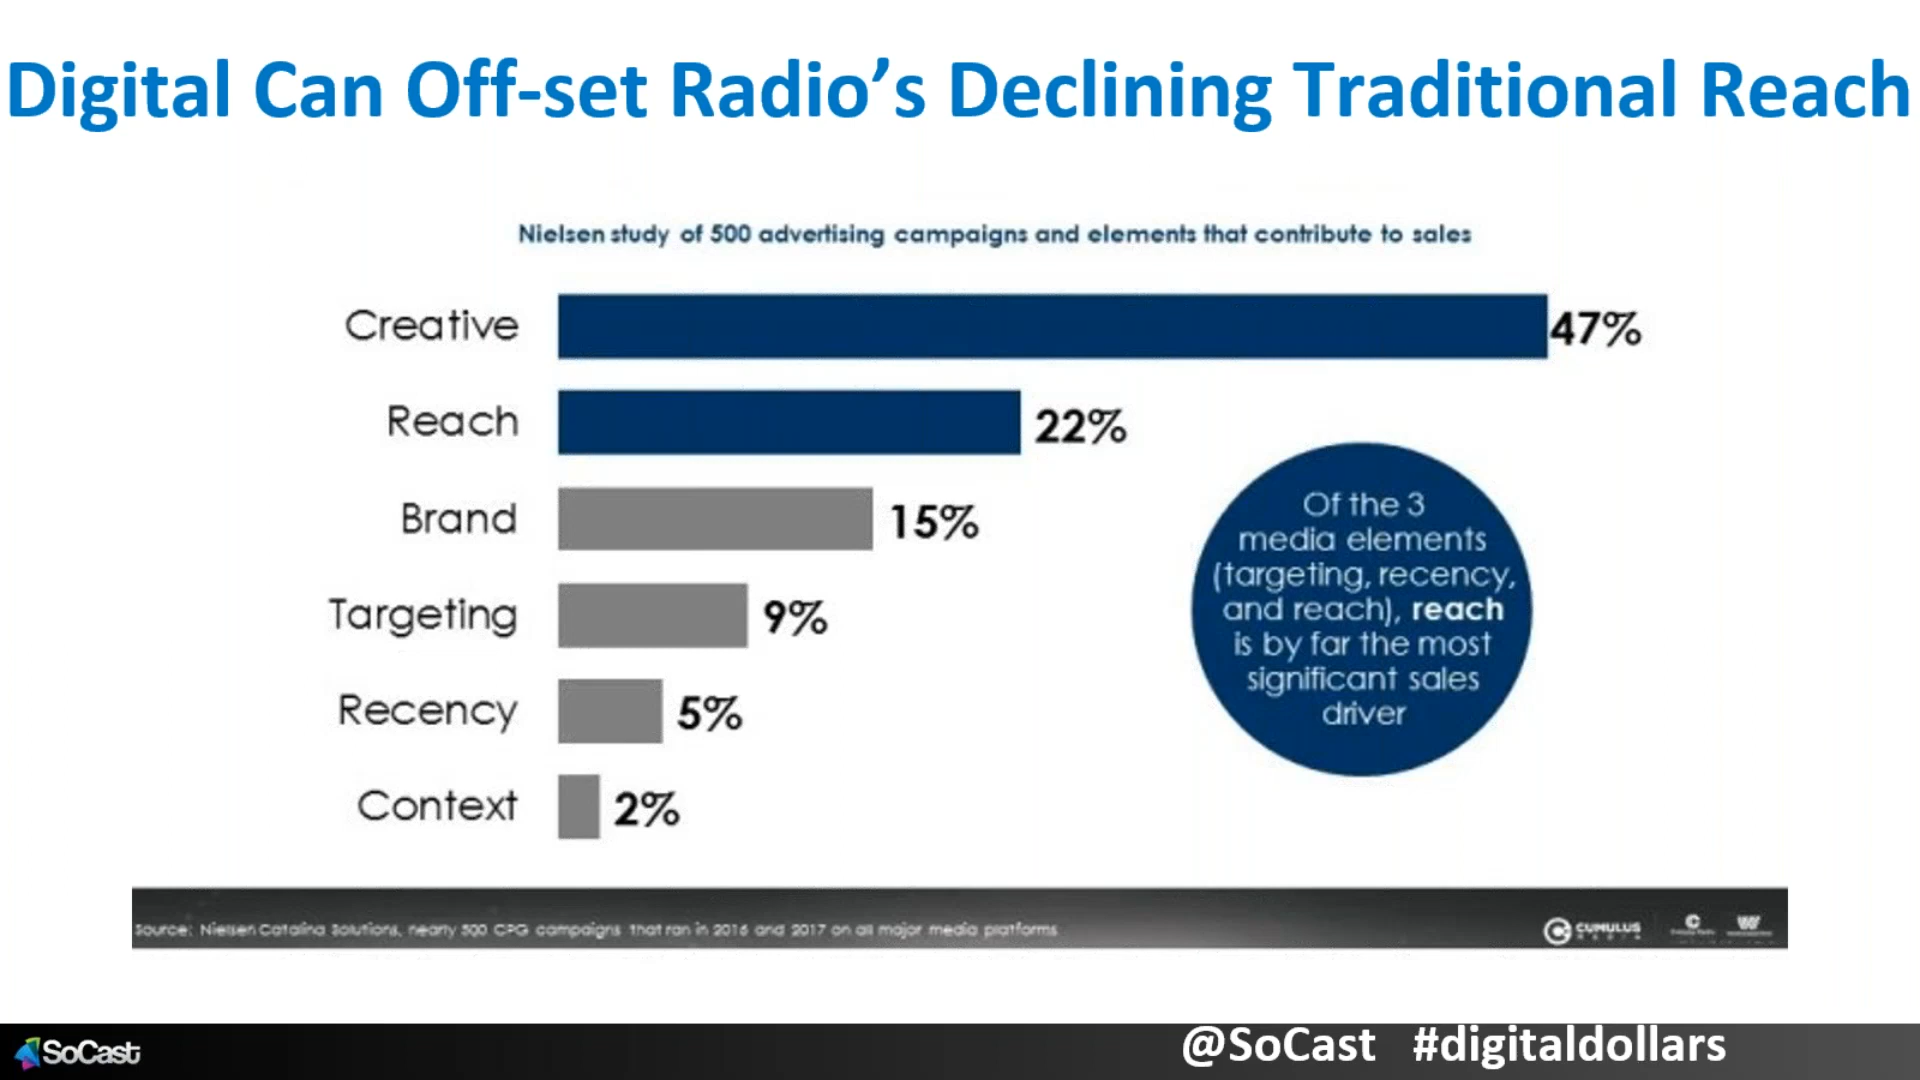 Digital Can Off-set Radio’s Declining Traditional Reach
Nielsen study of 500 advertising campaigns and elements that contribute to sales
Creative 47%
Reach 22%
Brand 15%
Targeting 9%
Recency 5%
Context 2%
Of the 3
media elements
(targeting, recency,
and reach), reach
is by far the most
significant sales
driver
Source: Nielsen Catalina Solutions, nearly 500 CPG campaigns that ran in 2016 and 2017 on all major media platforms
CUMULUS
MEDIA
SoCast
@SoCast #digitaldollars